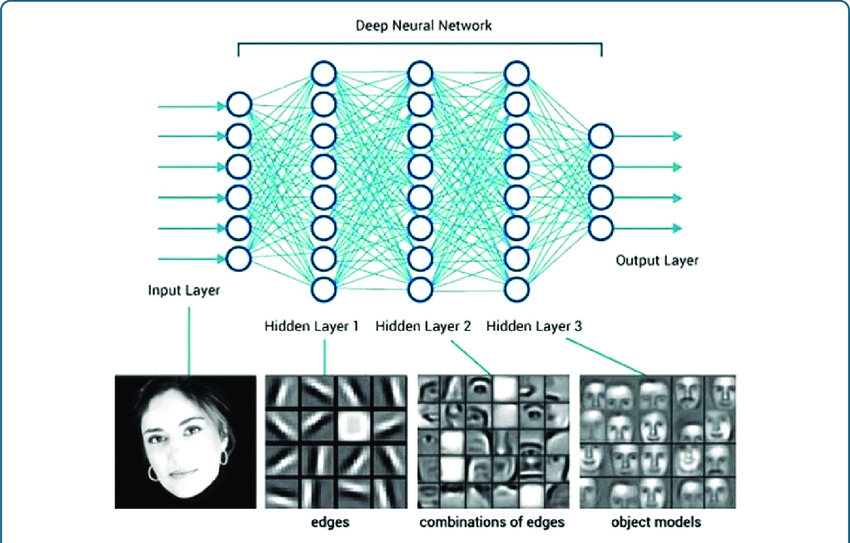 Deep Neural Network
Input Layer
Output Layer
Hidden Layer 1
Hidden Layer 2
Hidden Layer 3
edges
combinations of edges
object models